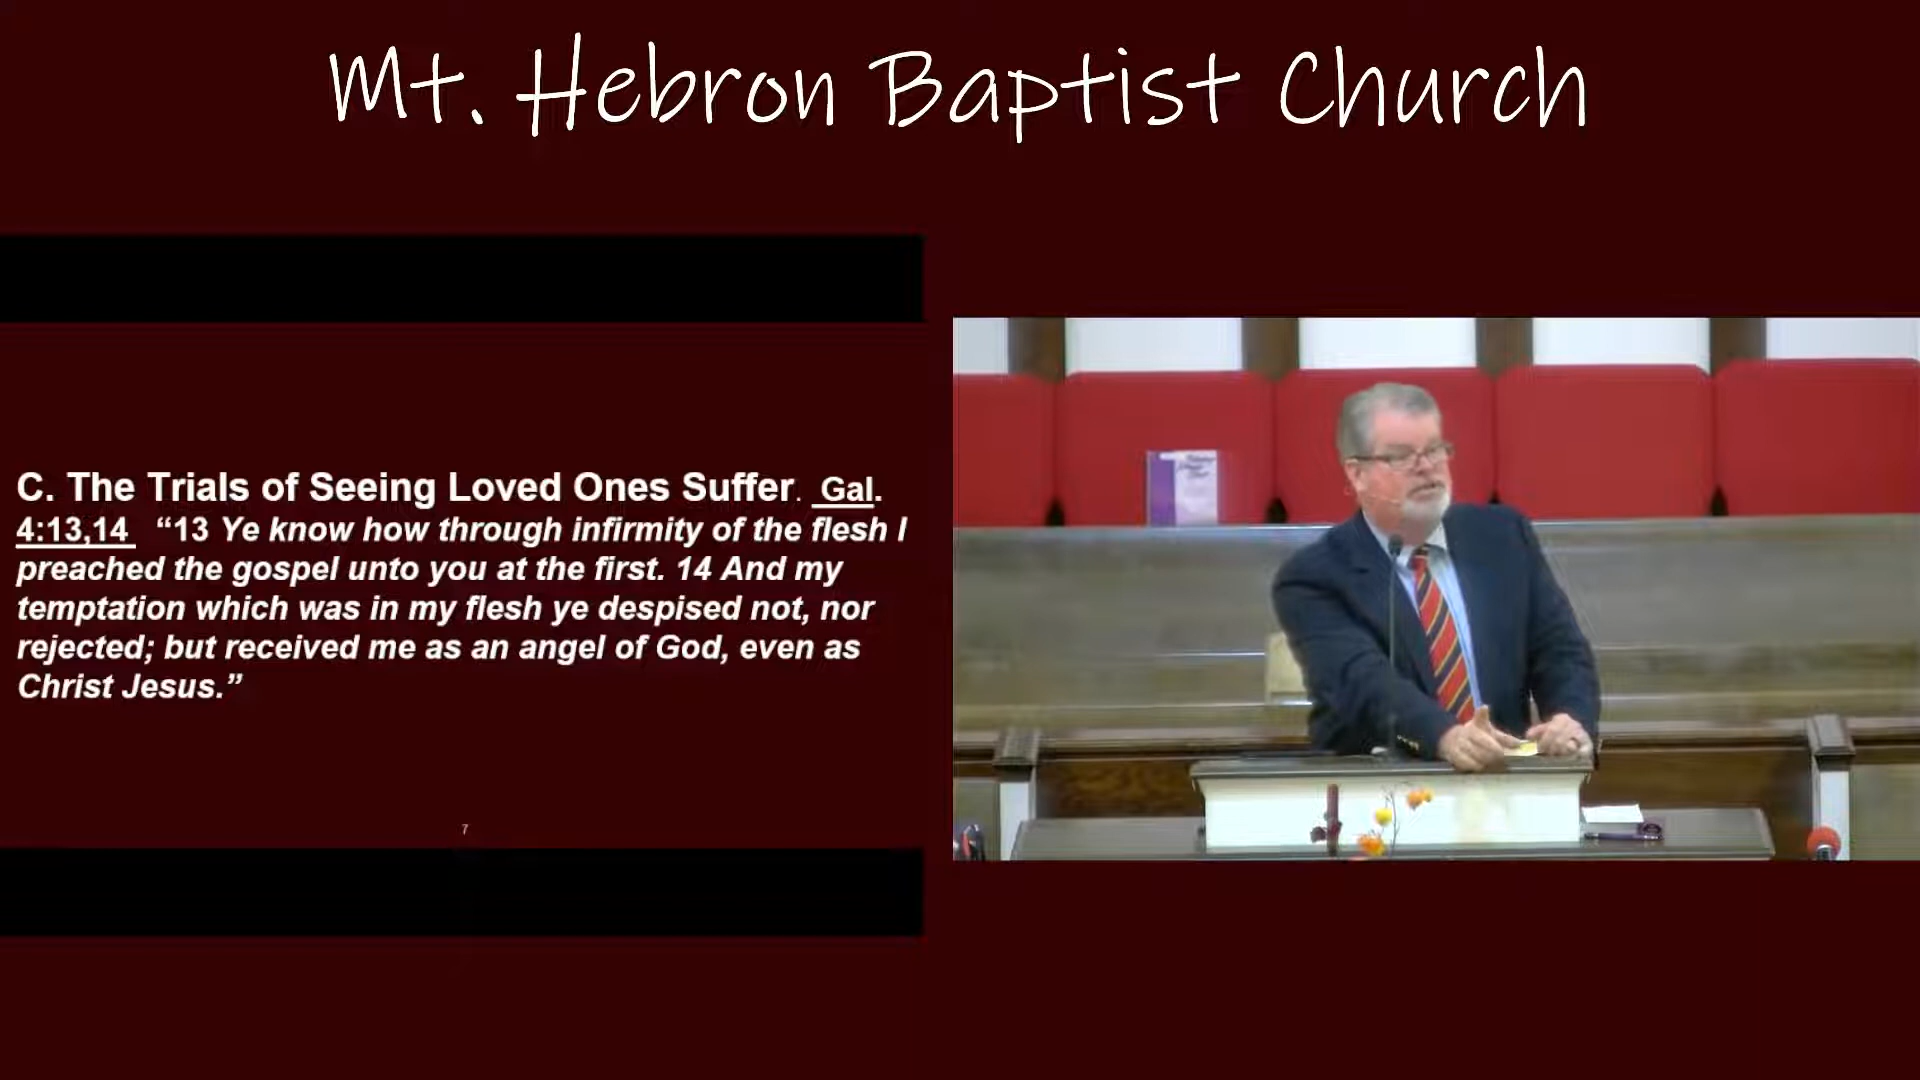 Mt. Hebron Baptist Church
C. The Trials of Seeing Loved Ones Suffer. Gal.
4:13,14 “13 Ye know how through infirmity of the flesh I
preached the gospel unto you at the first. 14 And my
temptation which was in my flesh ye despised not, nor
rejected; but received me as an angel of God, even as
Christ Jesus.”
7